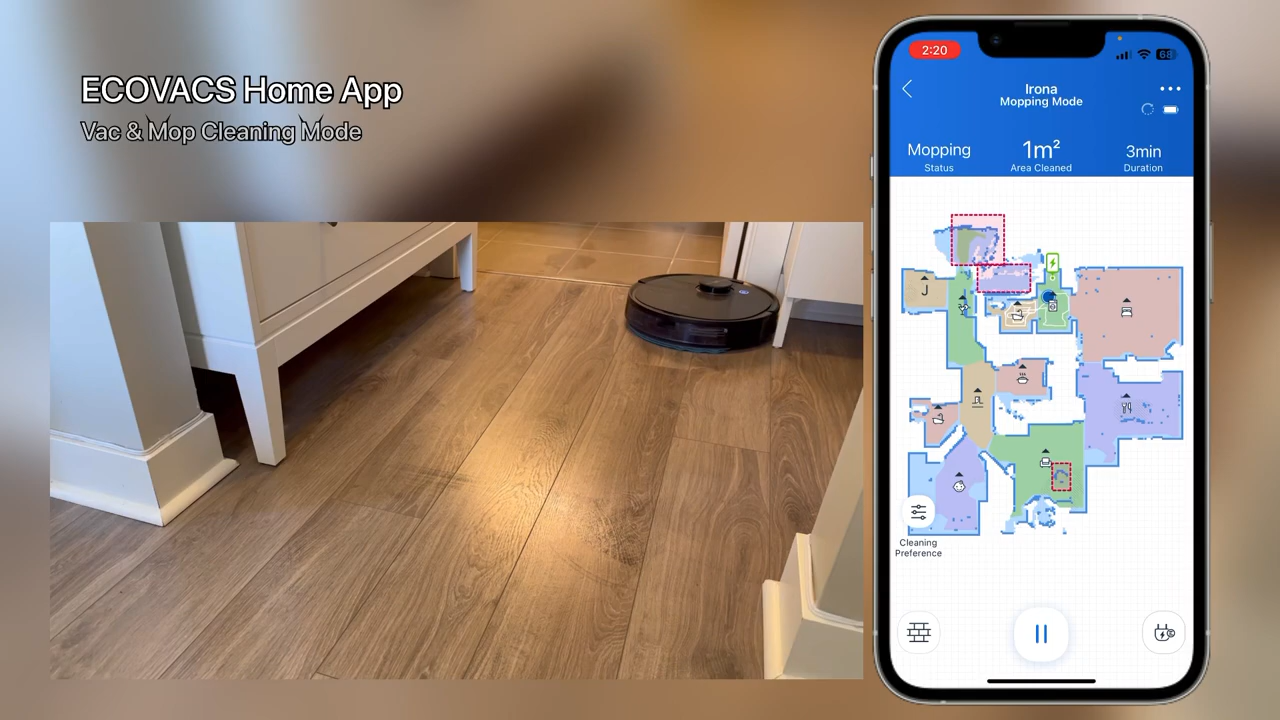 ECOVACS Home App
Vac & Mop Cleaning Mode
2:20
68
Irona
Mopping Mode
Mopping
Status
1m²
Area Cleaned
3min
Duration
Cleaning
Preference